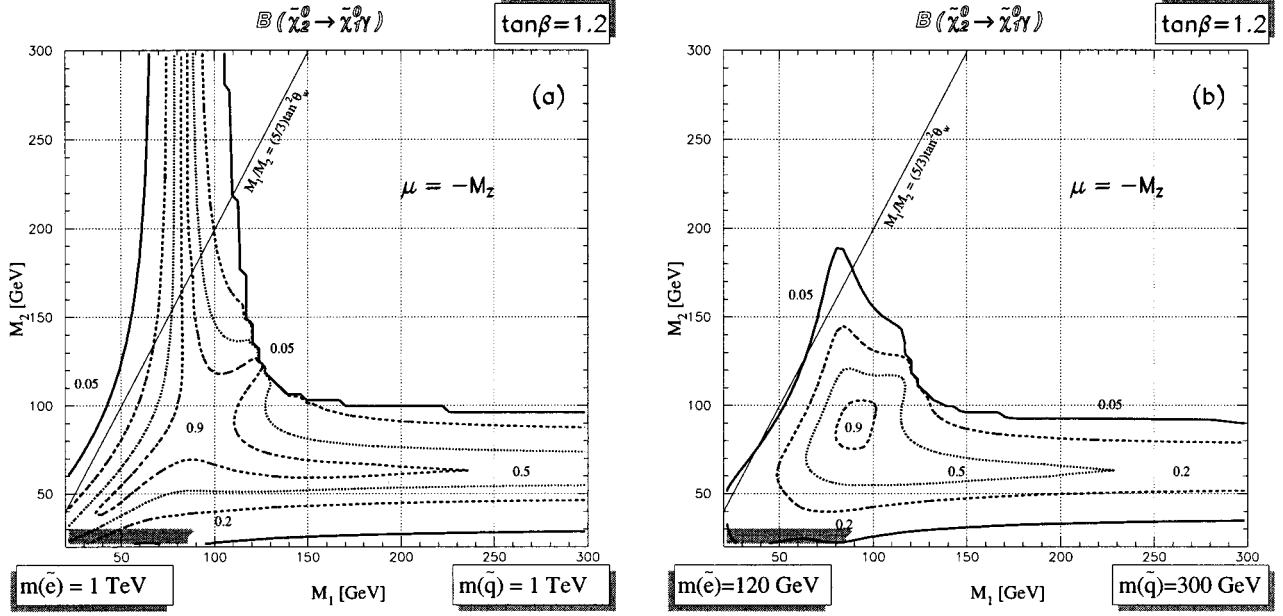 B (χ̃₂⁰ → χ̃₁⁰γ)
tanβ=1.2
300
250
200
150
100
50
M₂ [GeV]
(a)
M₁/M₂ = (5/3)tan²θ_w
μ = −M_Z
0.05
0.05
0.9
0.5
0.2
50
100
150
200
250
300
m(ẽ) = 1 TeV
M₁ [GeV]
m(q̃) = 1 TeV
B (χ̃₂⁰ → χ̃₁⁰γ)
tanβ=1.2
300
250
200
150
100
50
M₂ [GeV]
(b)
M₁/M₂ = (5/3)tan²θ_w
μ = −M_Z
0.05
0.05
0.9
0.5
0.2
0.2
50
100
150
200
250
300
m(ẽ)=120 GeV
M₁ [GeV]
m(q̃)=300 GeV